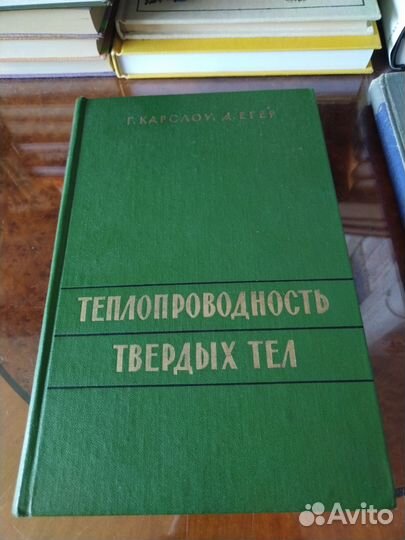 Г. КАРСЛОУ, Д. ЕГЕР
ТЕПЛОПРОВОДНОСТЬ
ТВЕРДЫХ ТЕЛ
Avito